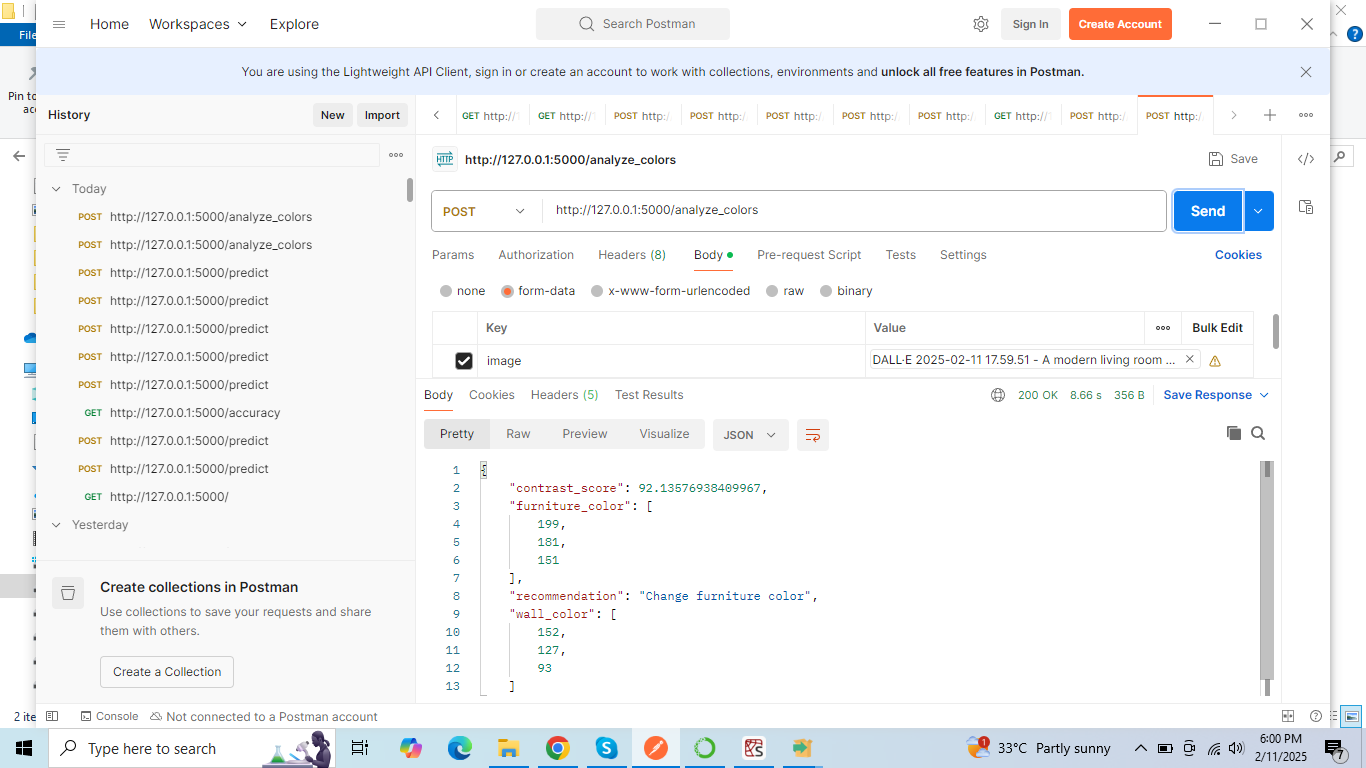 File
Home Workspaces Explore
Search Postman
Sign In
Create Account
You are using the Lightweight API Client, sign in or create an account to work with collections, environments and unlock all free features in Postman.
Pin to
History
New Import
GET http:// GET http:// POST http:/ POST http:/ POST http:/ POST http:/ POST http:/ GET http:// POST http:/ POST http:/
HTTP http://127.0.0.1:5000/analyze_colors
Save
Today
POST http://127.0.0.1:5000/analyze_colors
POST http://127.0.0.1:5000/analyze_colors
POST http://127.0.0.1:5000/predict
POST http://127.0.0.1:5000/predict
POST http://127.0.0.1:5000/predict
POST http://127.0.0.1:5000/predict
POST http://127.0.0.1:5000/predict
GET http://127.0.0.1:5000/accuracy
POST http://127.0.0.1:5000/predict
POST http://127.0.0.1:5000/predict
GET http://127.0.0.1:5000/
Yesterday
Create collections in Postman
Use collections to save your requests and share
them with others.
Create a Collection
POST http://127.0.0.1:5000/analyze_colors
Send
Params Authorization Headers (8) Body Pre-request Script Tests Settings Cookies
none form-data x-www-form-urlencoded raw binary
Key Value Bulk Edit
image DALL·E 2025-02-11 17.59.51 - A modern living room ...
Body Cookies Headers (5) Test Results 200 OK 8.66 s 356 B Save Response
Pretty Raw Preview Visualize JSON
1 {
2 "contrast_score": 92.13576938409967,
3 "furniture_color": [
4 199,
5 181,
6 151
7 ],
8 "recommendation": "Change furniture color",
9 "wall_color": [
10 152,
11 127,
12 93
13 ]
2 ite
Console Not connected to a Postman account
Type here to search
33°C Partly sunny
6:00 PM
2/11/2025
7